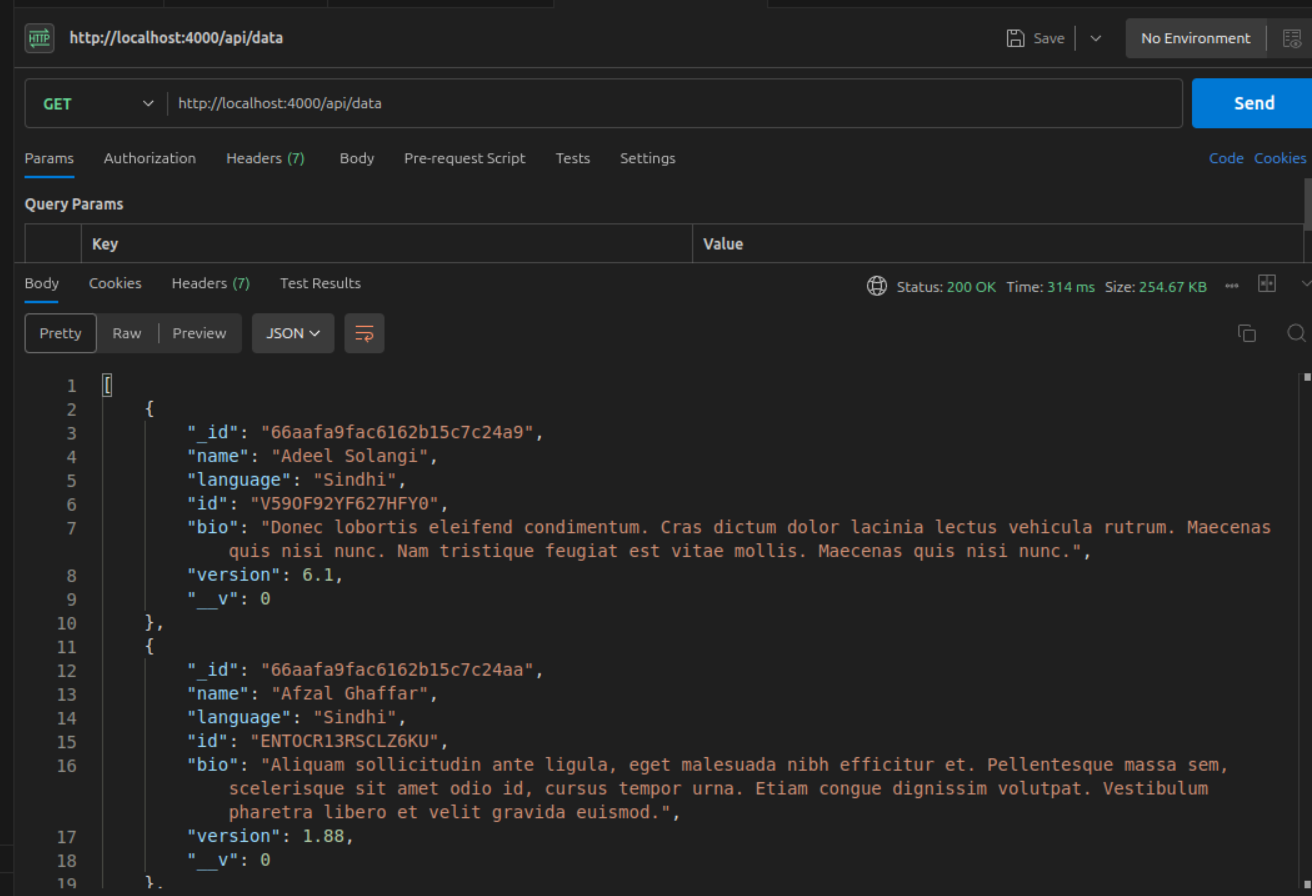 HTTP http://localhost:4000/api/data Save No Environment
GET http://localhost:4000/api/data Send
Params Authorization Headers (7) Body Pre-request Script Tests Settings Code Cookies
Query Params
Key Value
Body Cookies Headers (7) Test Results Status: 200 OK Time: 314 ms Size: 254.67 KB
Pretty Raw Preview JSON
1 [
2 {
3 "_id": "66aafa9fac6162b15c7c24a9",
4 "name": "Adeel Solangi",
5 "language": "Sindhi",
6 "id": "V59OF92YF627HFY0",
7 "bio": "Donec lobortis eleifend condimentum. Cras dictum dolor lacinia lectus vehicula rutrum. Maecenas
quis nisi nunc. Nam tristique feugiat est vitae mollis. Maecenas quis nisi nunc.",
8 "version": 6.1,
9 "__v": 0
10 },
11 {
12 "_id": "66aafa9fac6162b15c7c24aa",
13 "name": "Afzal Ghaffar",
14 "language": "Sindhi",
15 "id": "ENTOCR13RSCLZ6KU",
16 "bio": "Aliquam sollicitudin ante ligula, eget malesuada nibh efficitur et. Pellentesque massa sem,
scelerisque sit amet odio id, cursus tempor urna. Etiam congue dignissim volutpat. Vestibulum
pharetra libero et velit gravida euismod.",
17 "version": 1.88,
18 "__v": 0
19 },